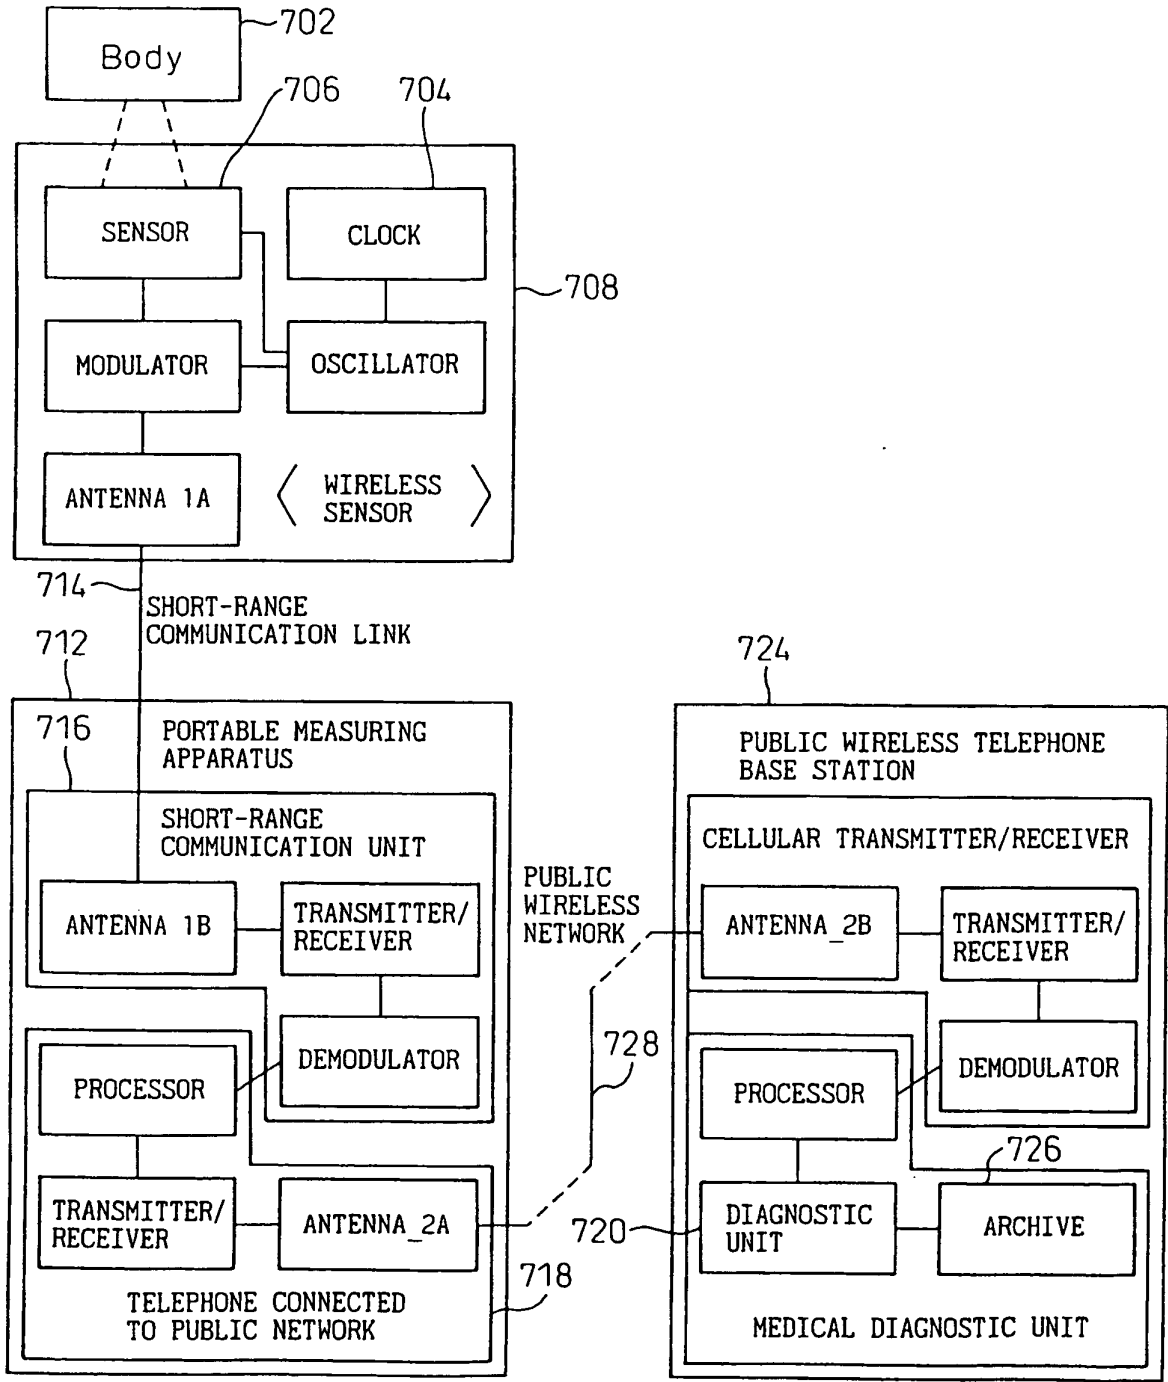 702
Body
706
704
SENSOR
CLOCK
708
MODULATOR
OSCILLATOR
ANTENNA 1A
WIRELESS
SENSOR
714
SHORT-RANGE
COMMUNICATION LINK
712
716
PORTABLE MEASURING
APPARATUS
SHORT-RANGE
COMMUNICATION UNIT
ANTENNA 1B
TRANSMITTER/
RECEIVER
DEMODULATOR
PROCESSOR
TRANSMITTER/
RECEIVER
ANTENNA_2A
718
TELEPHONE CONNECTED
TO PUBLIC NETWORK
PUBLIC
WIRELESS
NETWORK
728
724
PUBLIC WIRELESS TELEPHONE
BASE STATION
CELLULAR TRANSMITTER/RECEIVER
ANTENNA_2B
TRANSMITTER/
RECEIVER
DEMODULATOR
PROCESSOR
726
720
DIAGNOSTIC
UNIT
ARCHIVE
MEDICAL DIAGNOSTIC UNIT